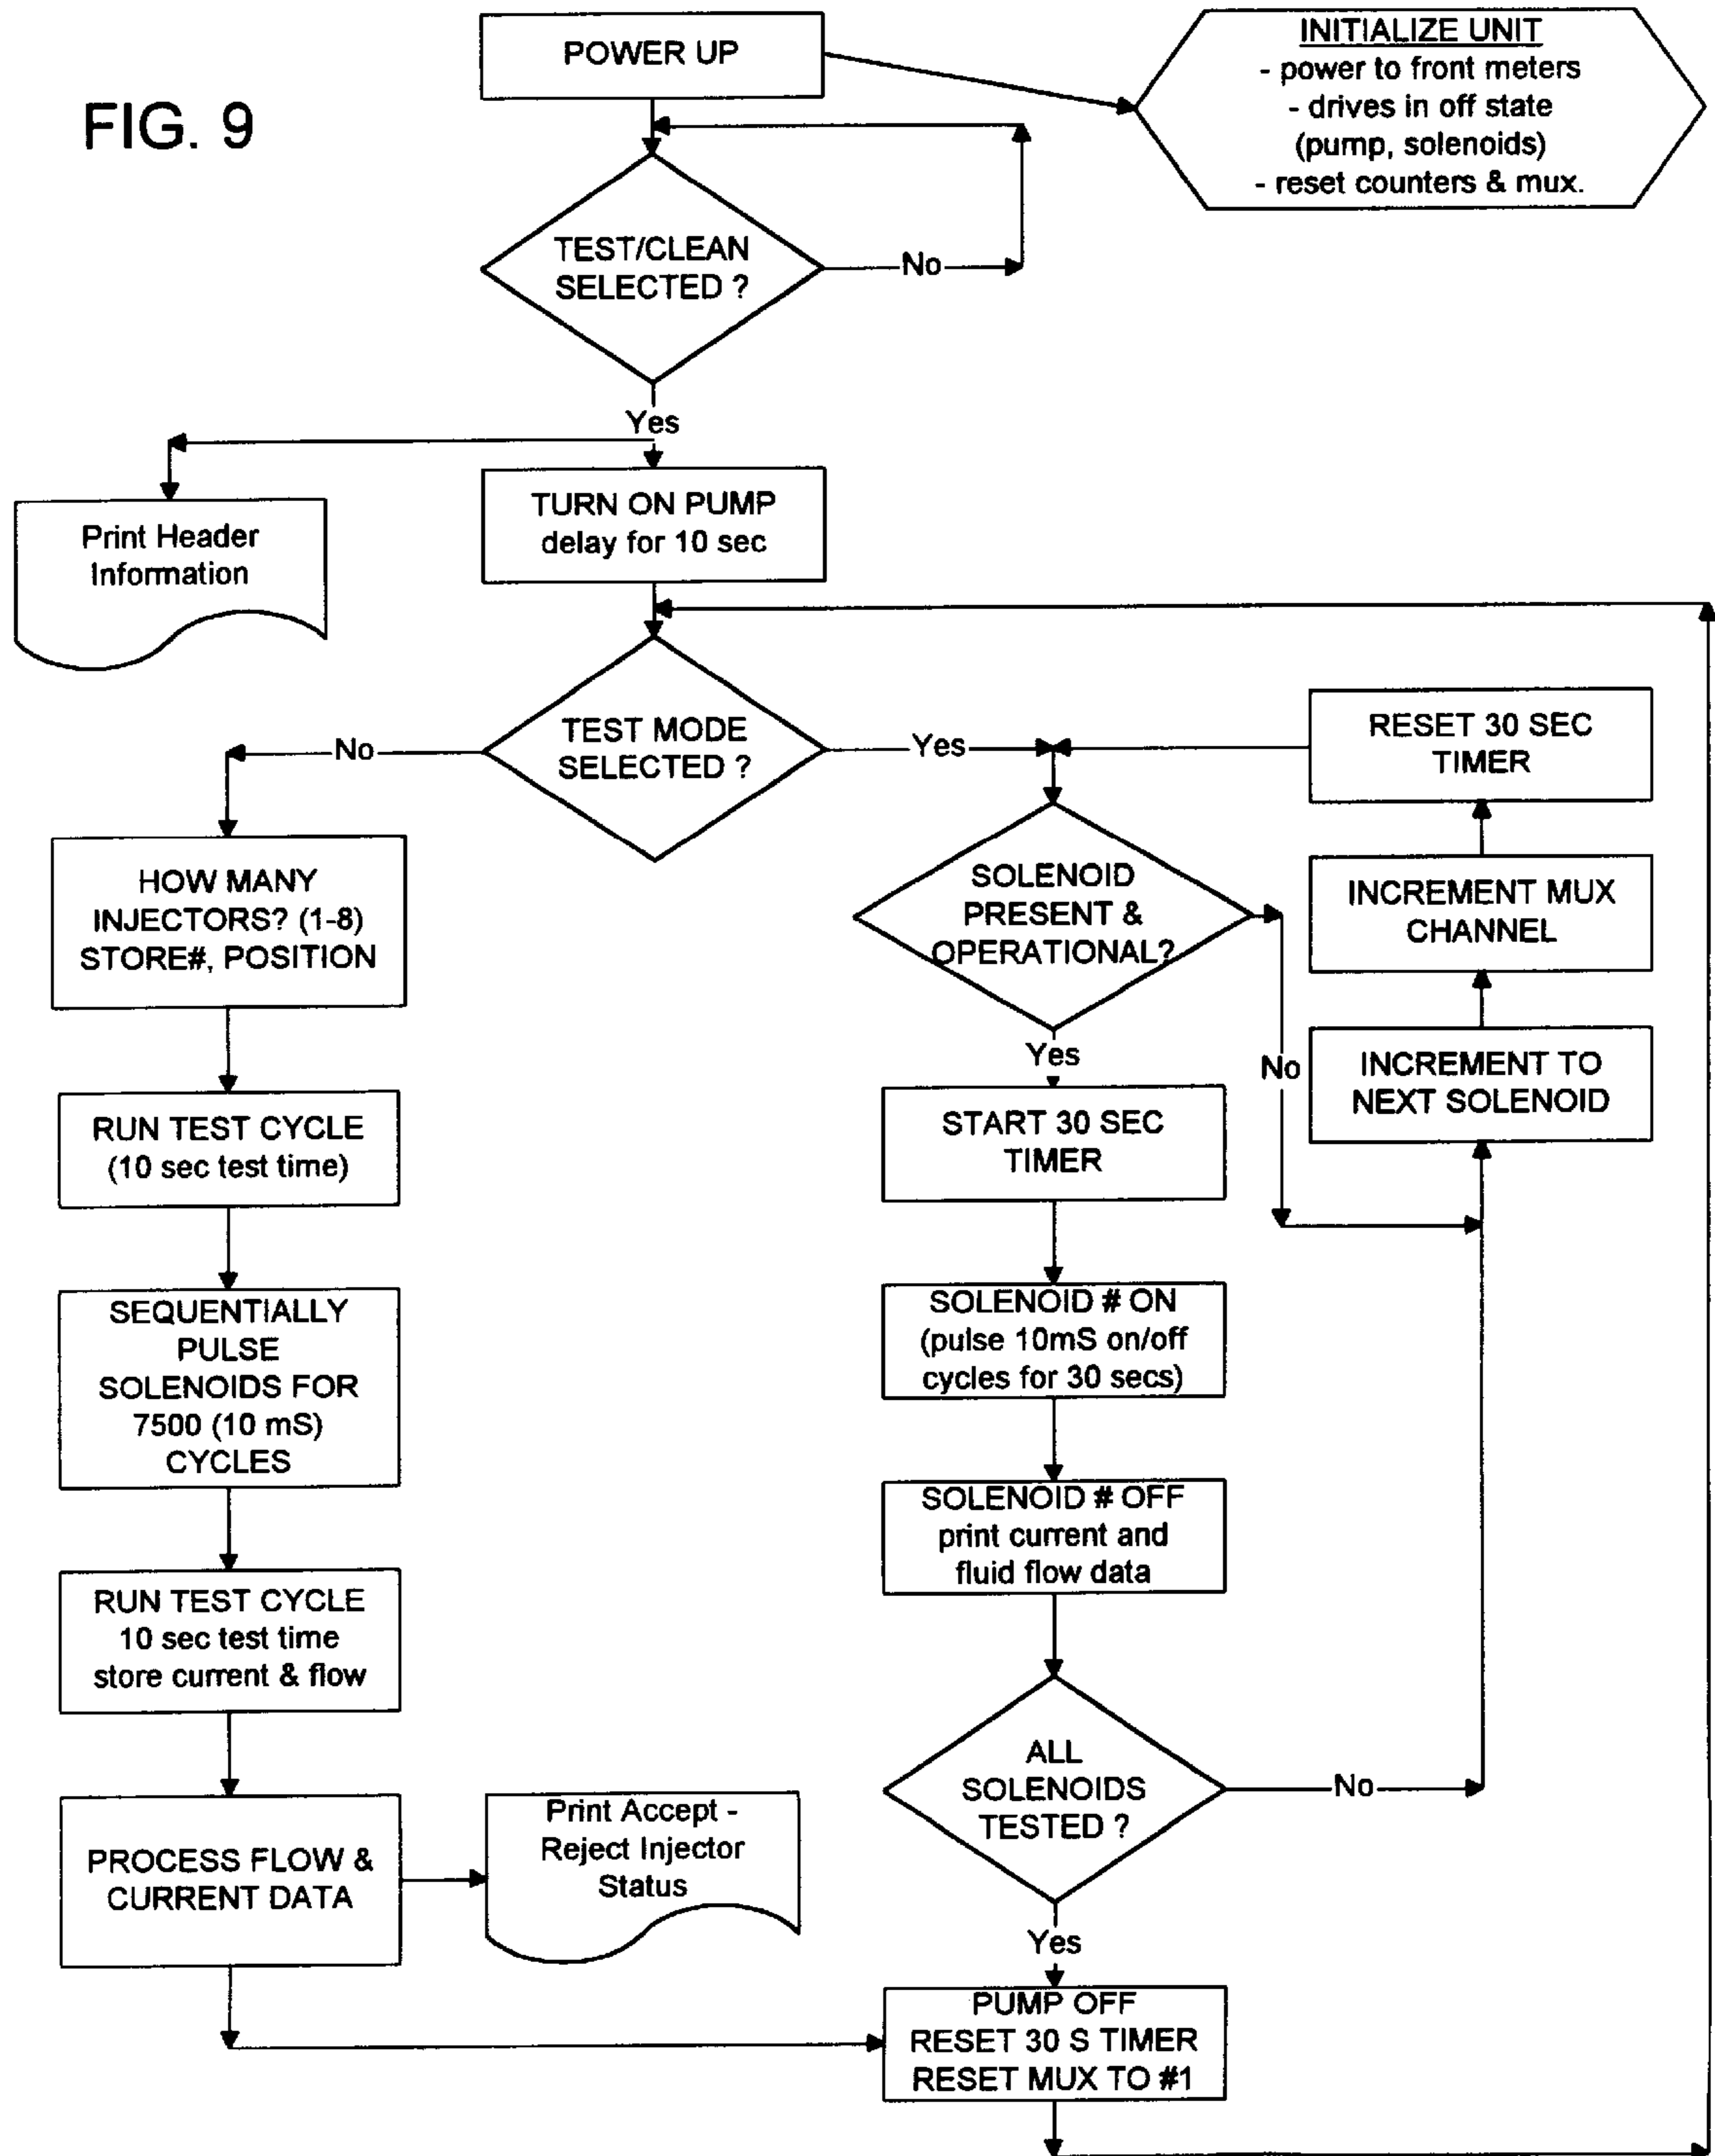 FIG. 9
POWER UP
INITIALIZE UNIT
- power to front meters
- drives in off state
(pump, solenoids)
- reset counters & mux.
TEST/CLEAN
SELECTED ?
No
Yes
Print Header
Information
TURN ON PUMP
delay for 10 sec
TEST MODE
SELECTED ?
No
Yes
RESET 30 SEC
TIMER
HOW MANY
INJECTORS? (1-8)
STORE#, POSITION
SOLENOID
PRESENT &
OPERATIONAL?
INCREMENT MUX
CHANNEL
Yes
No
INCREMENT TO
NEXT SOLENOID
RUN TEST CYCLE
(10 sec test time)
START 30 SEC
TIMER
SEQUENTIALLY
PULSE
SOLENOIDS FOR
7500 (10 mS)
CYCLES
SOLENOID # ON
(pulse 10mS on/off
cycles for 30 secs)
SOLENOID # OFF
print current and
fluid flow data
RUN TEST CYCLE
10 sec test time
store current & flow
ALL
SOLENOIDS
TESTED ?
No
PROCESS FLOW &
CURRENT DATA
Print Accept -
Reject Injector
Status
Yes
PUMP OFF
RESET 30 S TIMER
RESET MUX TO #1